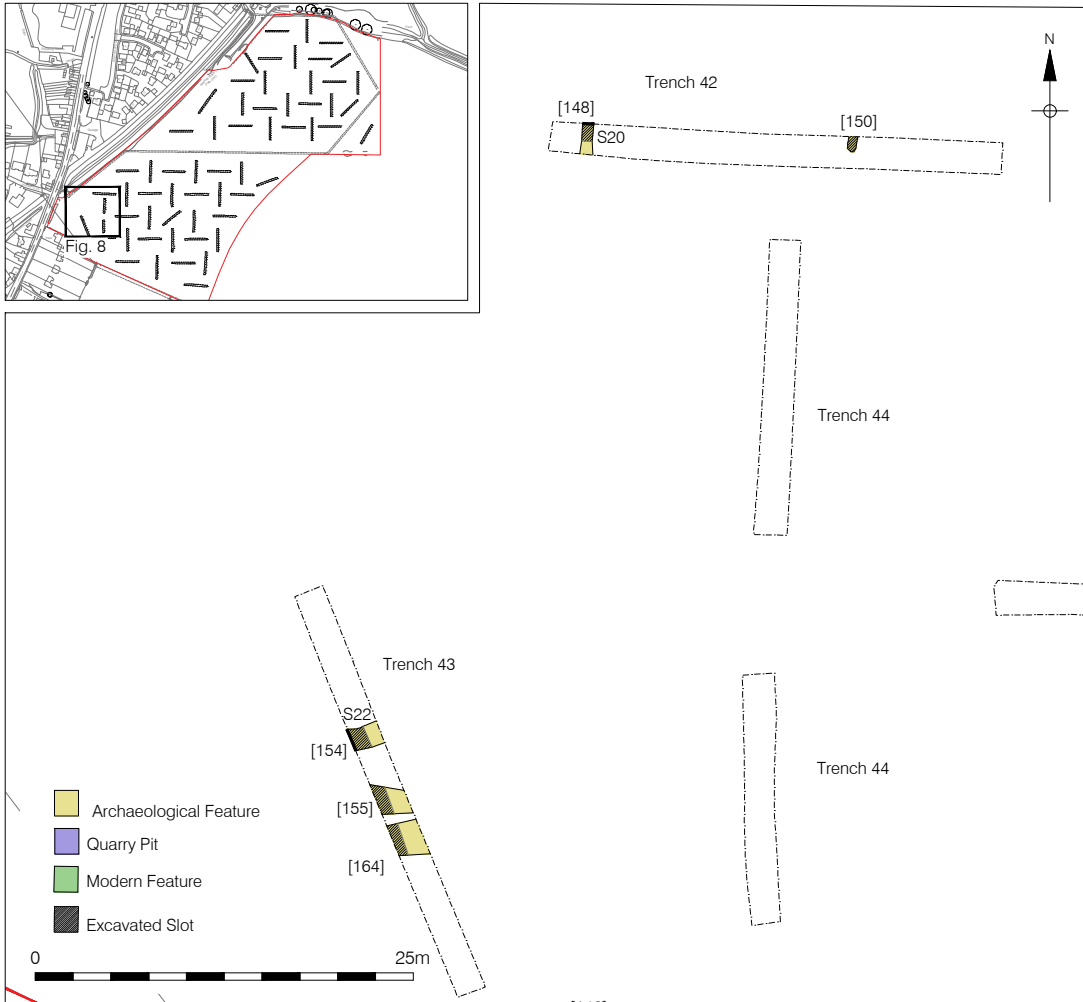 Fig. 8
N
Trench 42
[148]
S20
[150]
Trench 44
Trench 43
S22
[154]
[155]
[164]
Trench 44
Archaeological Feature
Quarry Pit
Modern Feature
Excavated Slot
0
25m